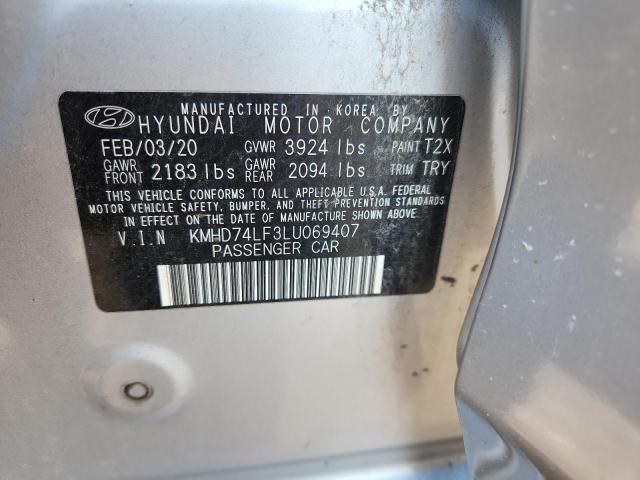 MANUFACTURED IN KOREA BY
HYUNDAI MOTOR COMPANY
FEB/03/20 GVWR 3924 lbs PAINT T2X
GAWR FRONT 2183 lbs GAWR REAR 2094 lbs TRIM TRY
THIS VEHICLE CONFORMS TO ALL APPLICABLE U.S.A. FEDERAL
MOTOR VEHICLE SAFETY, BUMPER, AND THEFT PREVENTION STANDARDS
IN EFFECT ON THE DATE OF MANUFACTURE SHOWN ABOVE.
V.I.N KMHD74LF3LU069407
PASSENGER CAR